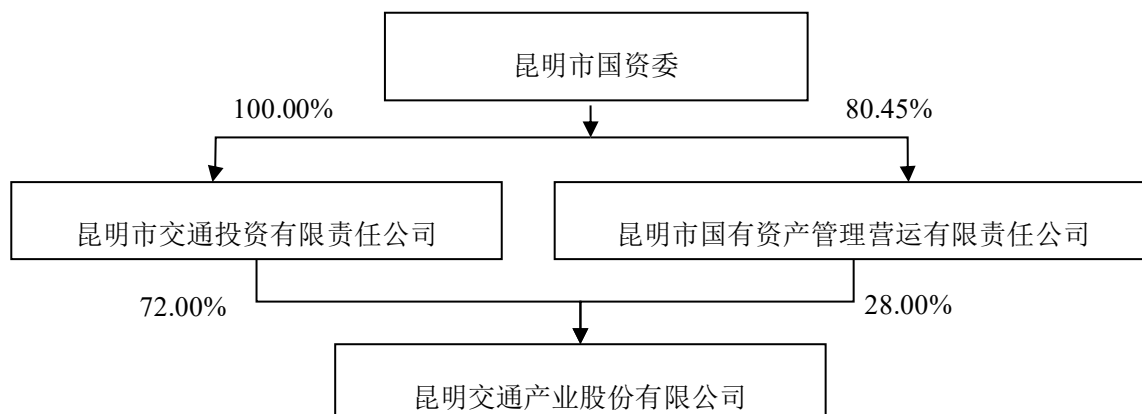 昆明市国资委
100.00%
80.45%
昆明市交通投资有限责任公司
昆明市国有资产管理营运有限责任公司
72.00%
28.00%
昆明交通产业股份有限公司